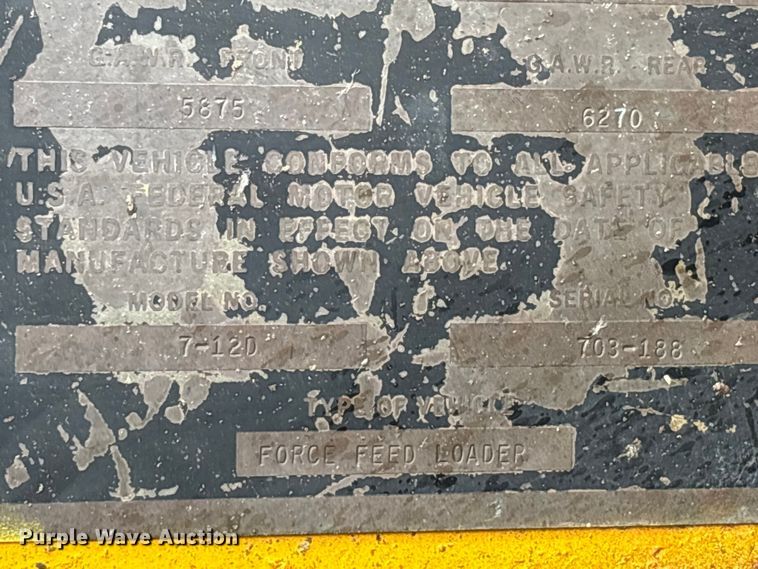 G.A.W.R. FRONT G.A.W.R. REAR
5875 6270
THIS VEHICLE CONFORMS TO ALL APPLICABLE
U.S.A. FEDERAL MOTOR VEHICLE SAFETY
STANDARDS IN EFFECT ON THE DATE OF
MANUFACTURE SHOWN ABOVE
MODEL NO. SERIAL NO.
7-12D 703-188
TYPE OF VEHICLE
FORCE FEED LOADER
Purple Wave Auction